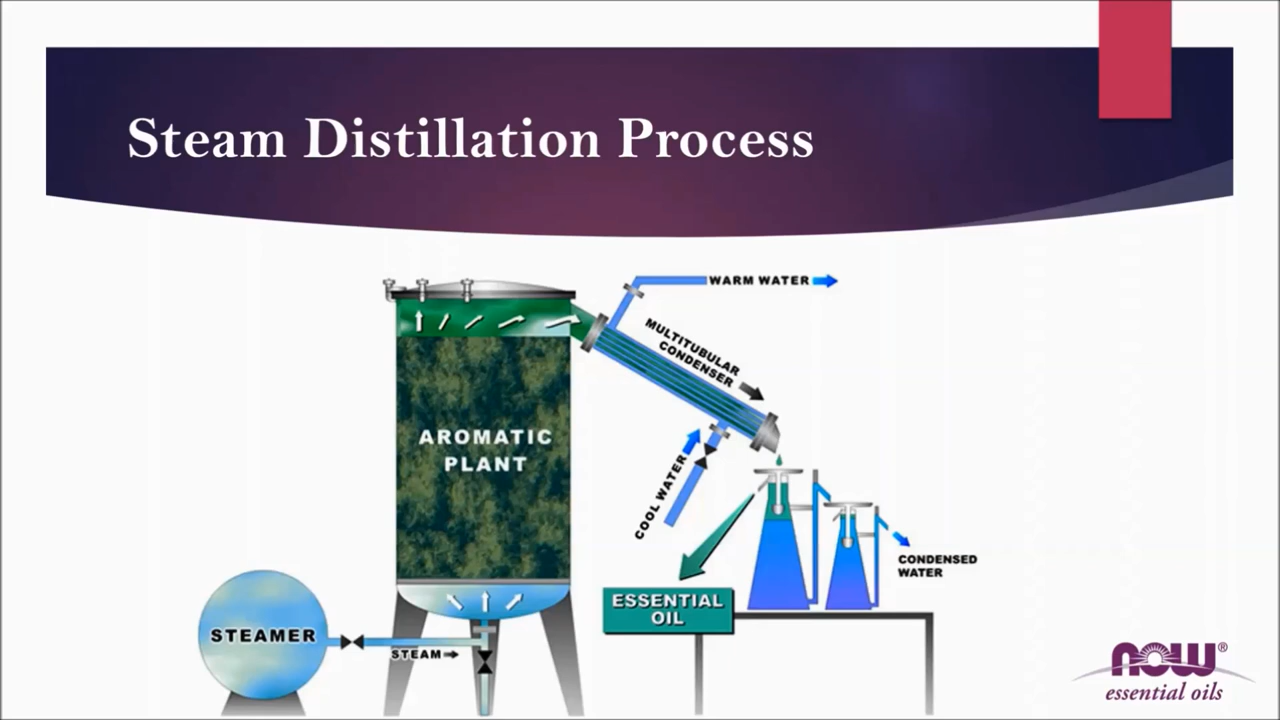 Steam Distillation Process
WARM WATER
MULTITUBULAR
CONDENSER
AROMATIC
PLANT
COOL WATER
CONDENSED
WATER
ESSENTIAL
OIL
STEAMER
STEAM
NOW®
essential oils